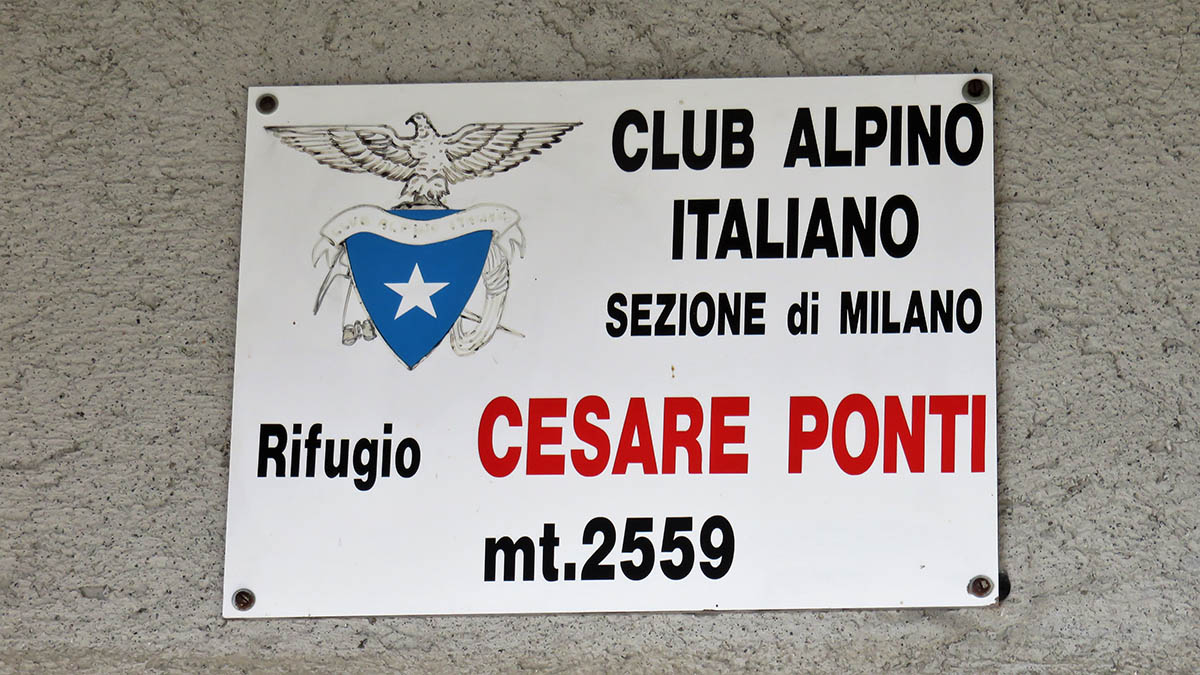 CLUB ALPINO
ITALIANO
SEZIONE di MILANO
Rifugio CESARE PONTI
mt.2559